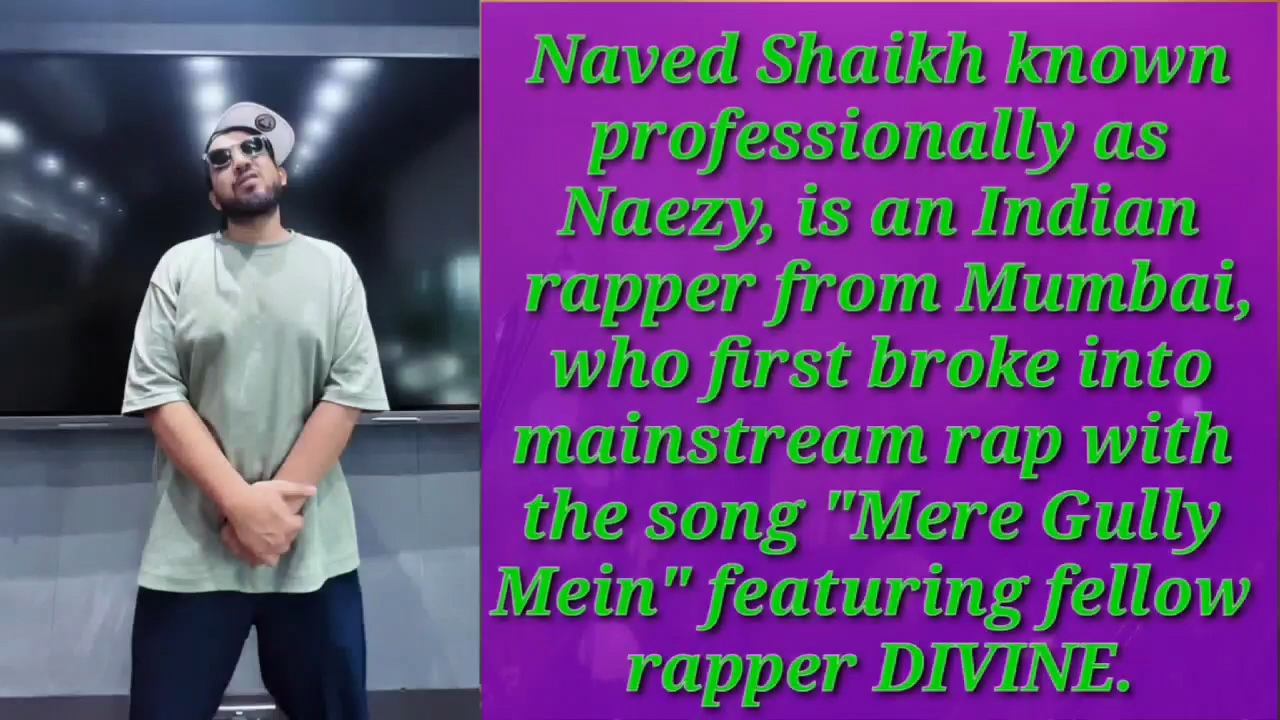 Naved Shaikh known
professionally as
Naezy, is an Indian
rapper from Mumbai,
who first broke into
mainstream rap with
the song "Mere Gully
Mein" featuring fellow
rapper DIVINE.